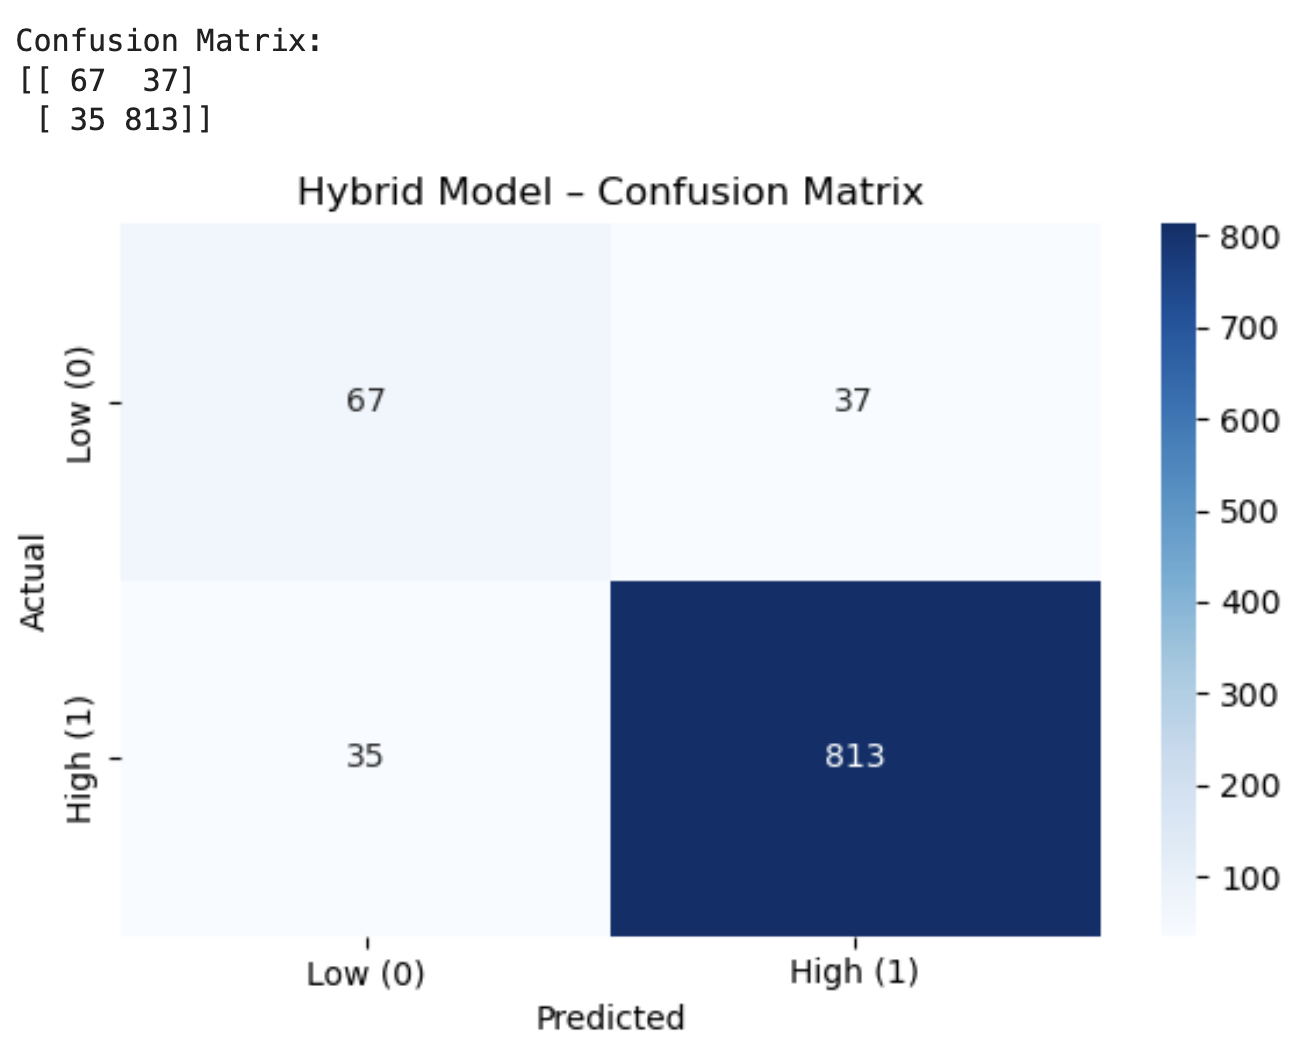 Confusion Matrix:
[[ 67  37]
 [ 35 813]]
Hybrid Model – Confusion Matrix
800
700
600
500
400
300
200
100
Actual
Low (0)
High (1)
67
37
35
813
Low (0)
High (1)
Predicted